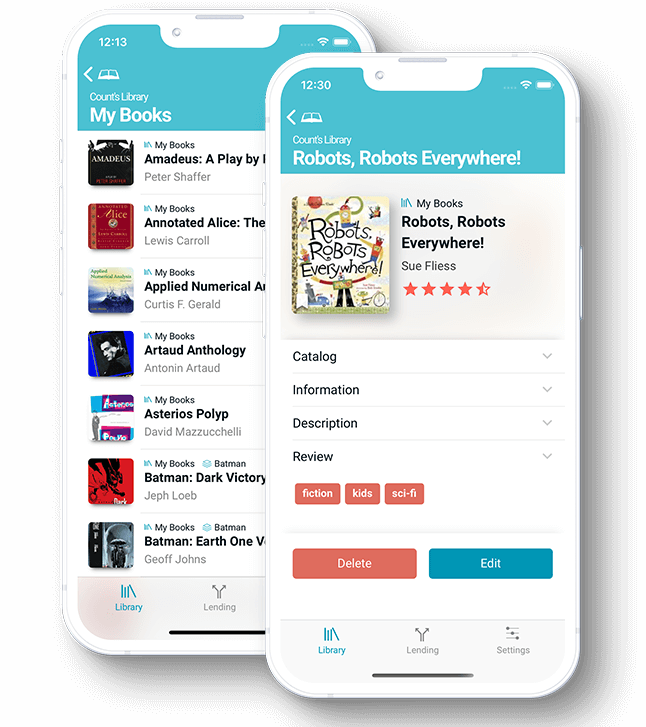 12:13
Count's Library
My Books
AMADEUS
PETER SHAFFER
My Books
Amadeus: A Play by
Peter Shaffer
Alice
My Books
Annotated Alice: The
Lewis Carroll
Applied
Numerical Analysis
My Books
Applied Numerical
Curtis F. Gerald
My Books
Artaud Anthology
Antonin Artaud
My Books
Asterios Polyp
David Mazzucchelli
My Books Batman
Batman: Dark Victory
Jeph Loeb
My Books Batman
Batman: Earth One
Geoff Johns
Library Lending
12:30
Count's Library
Robots, Robots Everywhere!
Robots,
ROBOTS
Everywhere!
My Books
Robots, Robots
Everywhere!
Sue Fliess
Catalog
Information
Description
Review
fiction kids sci-fi
Delete Edit
Library Lending Settings